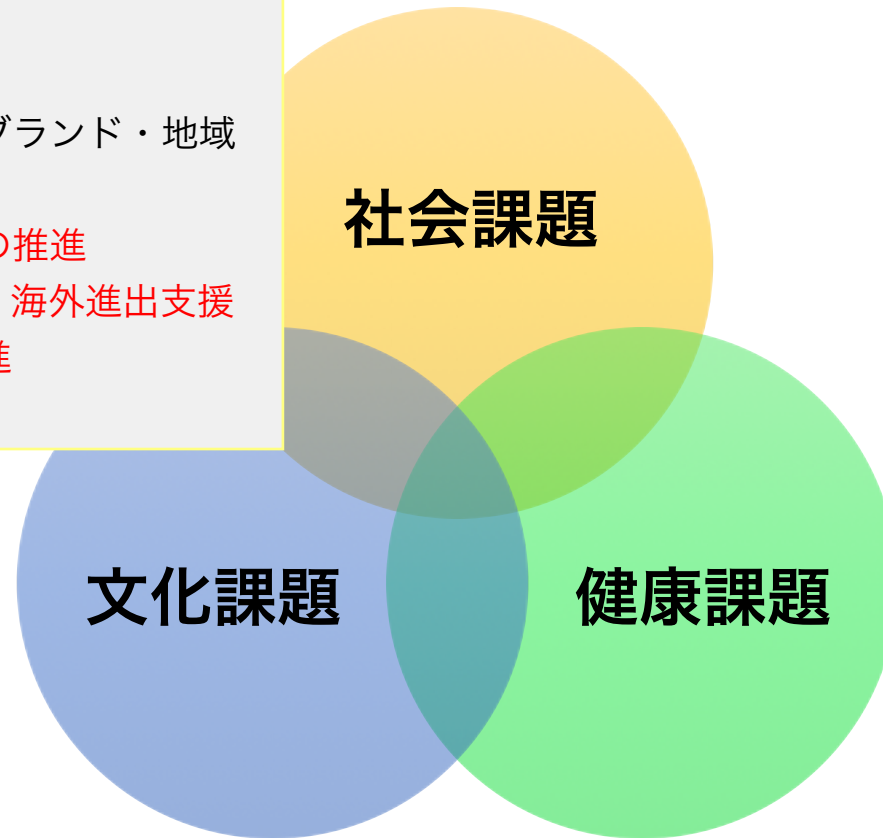 ブランド・地域
の推進
海外進出支援
進
社会課題
文化課題
健康課題